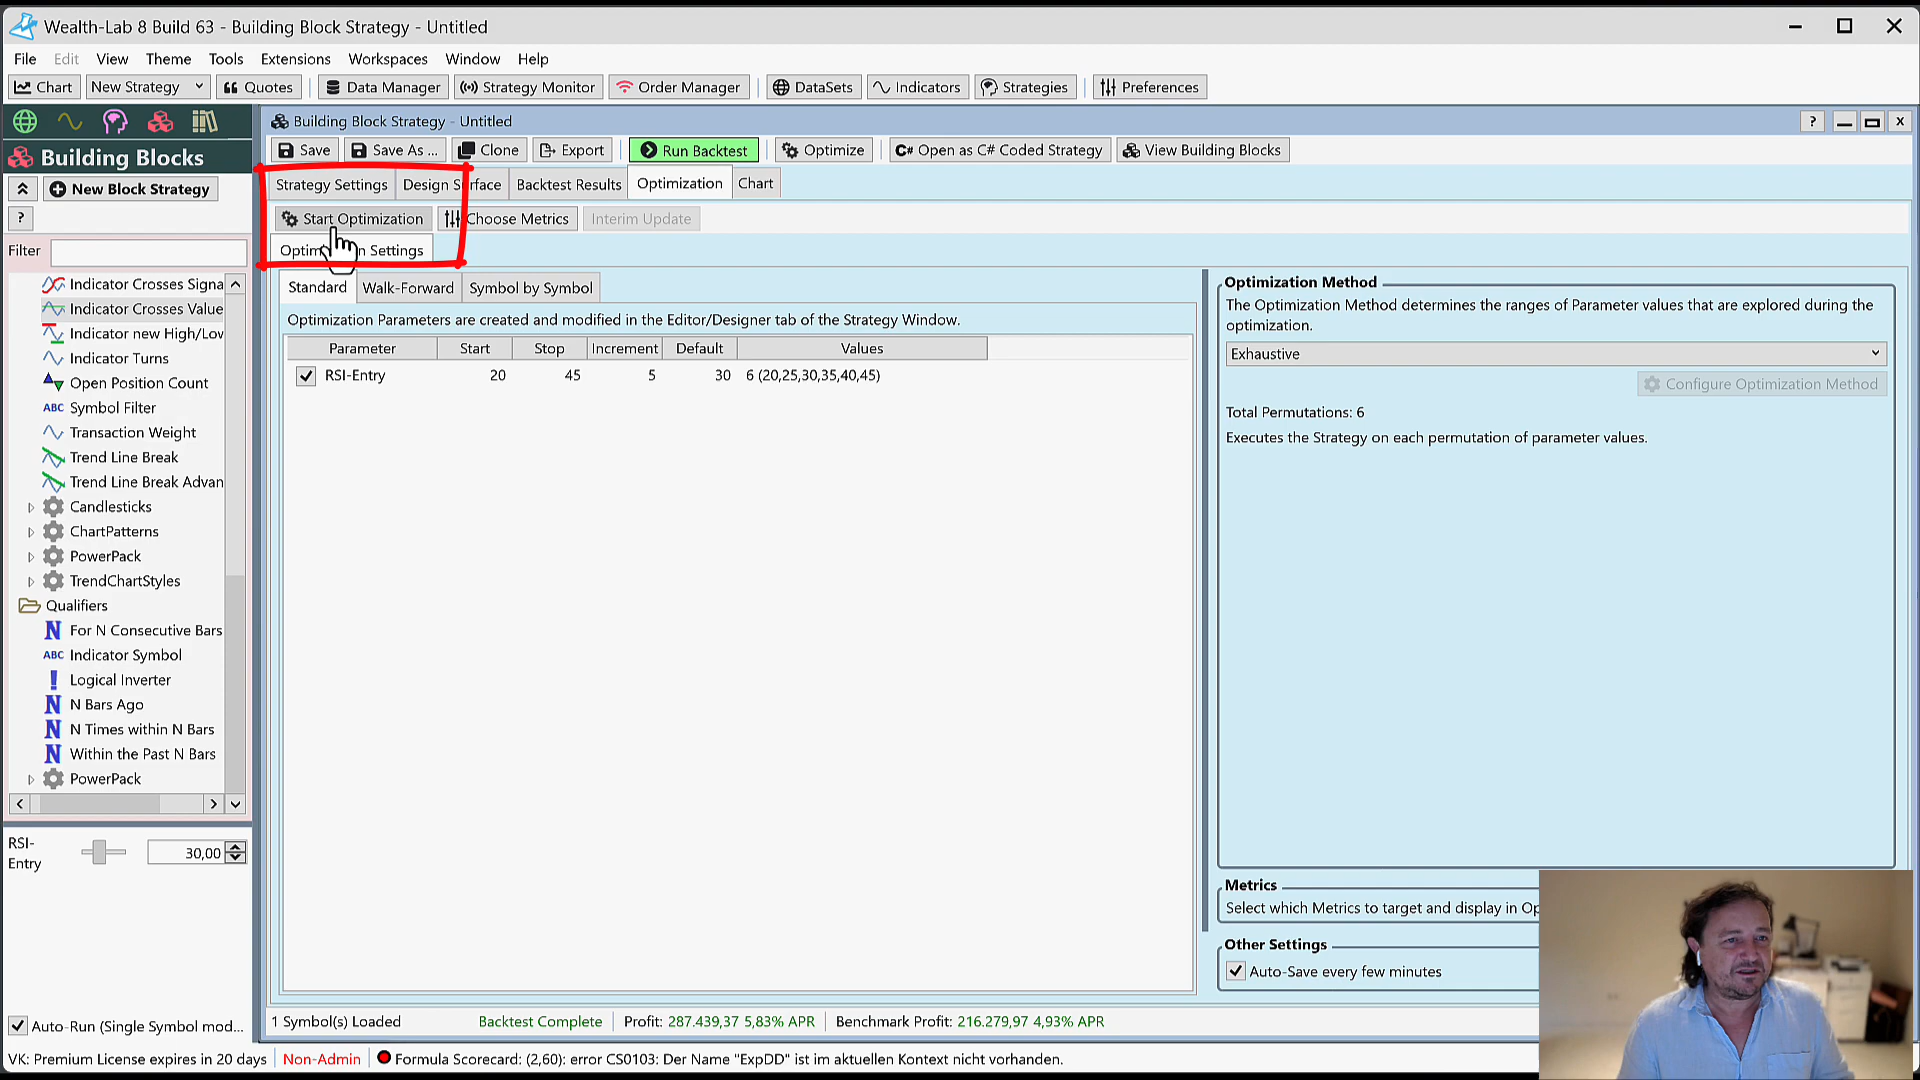 Wealth-Lab 8 Build 63 - Building Block Strategy - Untitled
File Edit View Theme Tools Extensions Workspaces Window Help
Chart New Strategy Quotes Data Manager Strategy Monitor Order Manager DataSets Indicators Strategies Preferences
Building Block Strategy - Untitled ? X
Save Save As ... Clone Export Run Backtest Optimize C# Open as C# Coded Strategy View Building Blocks
Building Blocks
New Block Strategy
?
Filter
Indicator Crosses Signa
Indicator Crosses Value
Indicator new High/Lov
Indicator Turns
Open Position Count
ABC Symbol Filter
Transaction Weight
Trend Line Break
Trend Line Break Advan
Candlesticks
ChartPatterns
PowerPack
TrendChartStyles
Qualifiers
N For N Consecutive Bars
ABC Indicator Symbol
! Logical Inverter
N N Bars Ago
N N Times within N Bars
N Within the Past N Bars
PowerPack
RSI-
Entry
30,00
Auto-Run (Single Symbol mod...
Strategy Settings Design Surface Backtest Results Optimization Chart
Start Optimization Choose Metrics Interim Update
Optim n Settings
Standard Walk-Forward Symbol by Symbol
Optimization Parameters are created and modified in the Editor/Designer tab of the Strategy Window.
Parameter Start Stop Increment Default Values
RSI-Entry 20 45 5 30 6 (20,25,30,35,40,45)
Optimization Method
The Optimization Method determines the ranges of Parameter values that are explored during the
optimization.
Exhaustive
Configure Optimization Method
Total Permutations: 6
Executes the Strategy on each permutation of parameter values.
Metrics
Select which Metrics to target and display in Op
Other Settings
Auto-Save every few minutes
1 Symbol(s) Loaded Backtest Complete Profit: 287.439,37 5,83% APR Benchmark Profit: 216.279,97 4,93% APR
VK: Premium License expires in 20 days Non-Admin Formula Scorecard: (2,60): error CS0103: Der Name "ExpDD" ist im aktuellen Kontext nicht vorhanden.